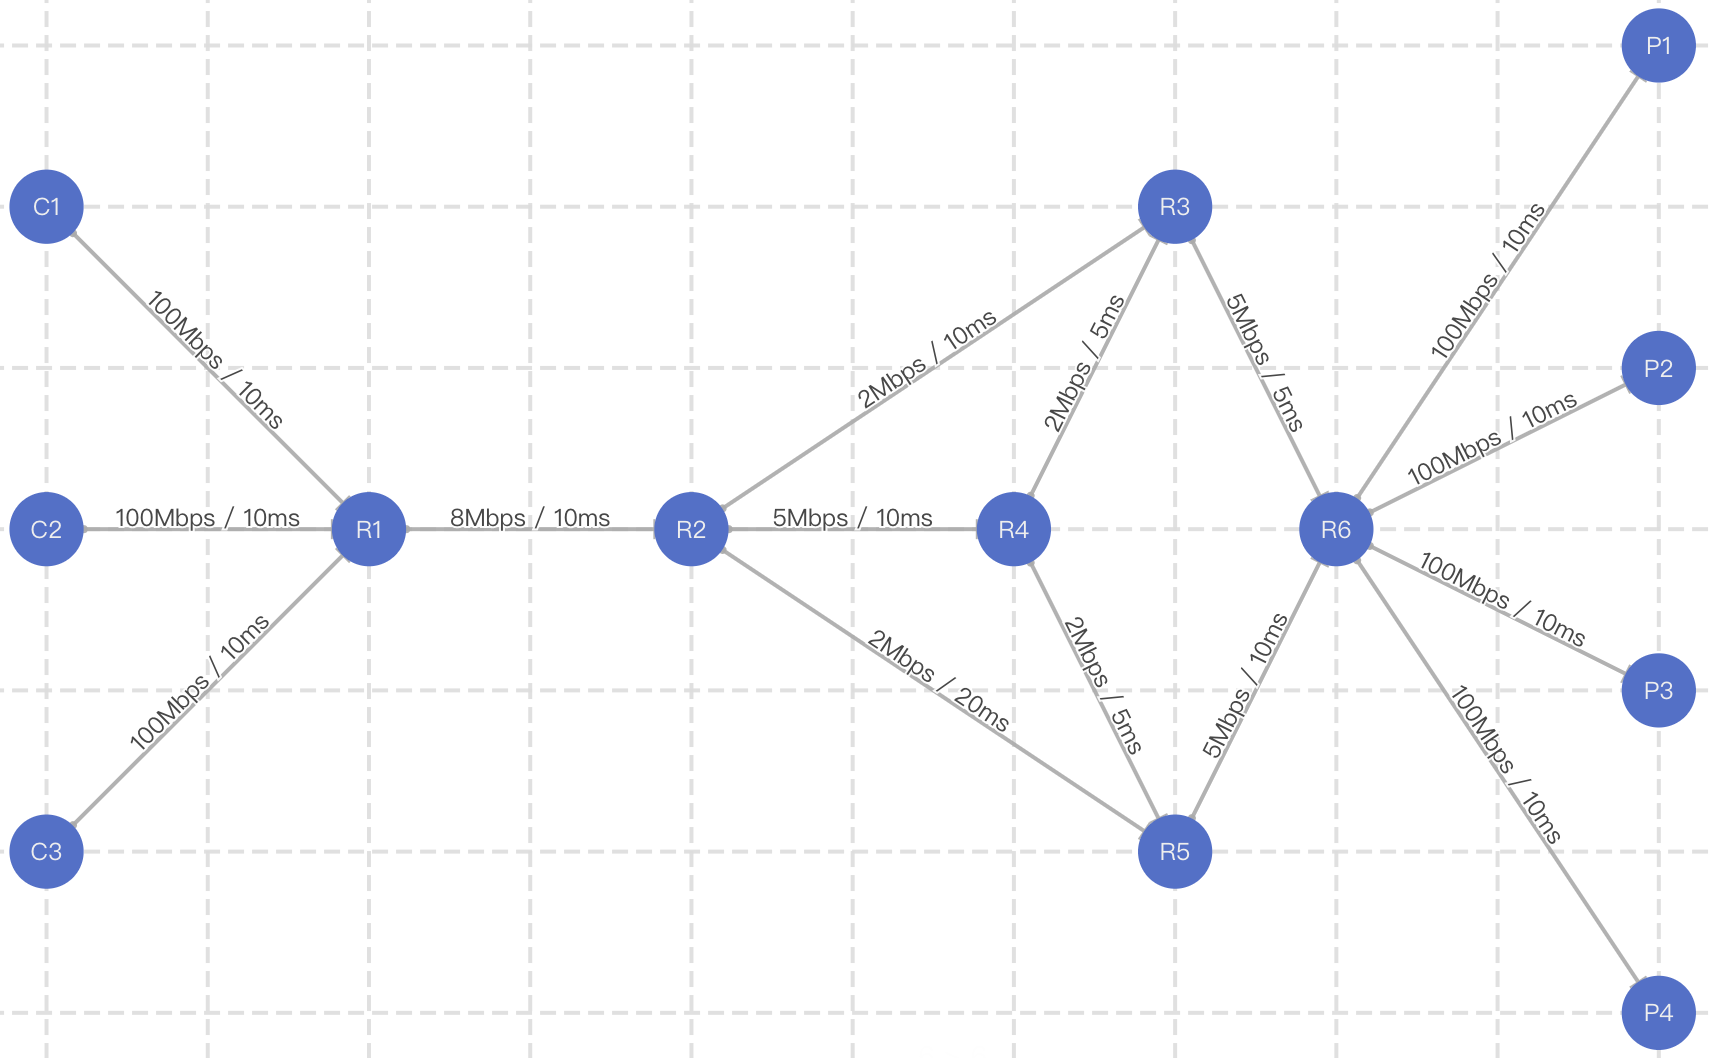 P1
C1
R3
100Mbps / 10ms
100Mbps / 10ms
2Mbps / 10ms
2Mbps / 5ms
5Mbps / 5ms
P2
100Mbps / 10ms
C2
100Mbps / 10ms
R1
8Mbps / 10ms
R2
5Mbps / 10ms
R4
R6
100Mbps / 10ms
100Mbps / 10ms
2Mbps / 20ms
2Mbps / 5ms
5Mbps / 10ms
P3
100Mbps / 10ms
C3
R5
P4